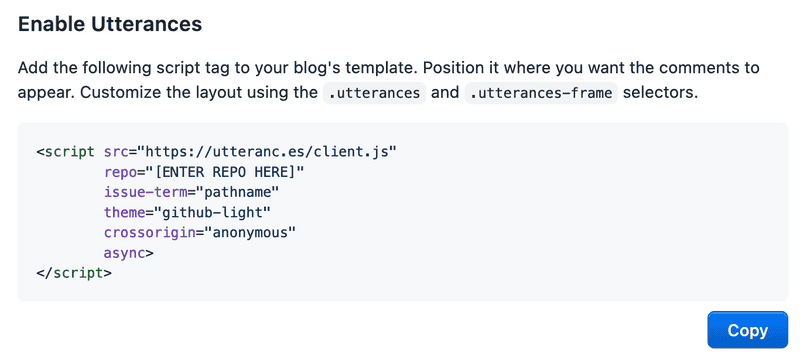 Enable Utterances
Add the following script tag to your blog's template. Position it where you want the comments to
appear. Customize the layout using the .utterances and .utterances-frame selectors.
<script src="https://utteranc.es/client.js"
        repo="[ENTER REPO HERE]"
        issue-term="pathname"
        theme="github-light"
        crossorigin="anonymous"
        async>
</script>
Copy